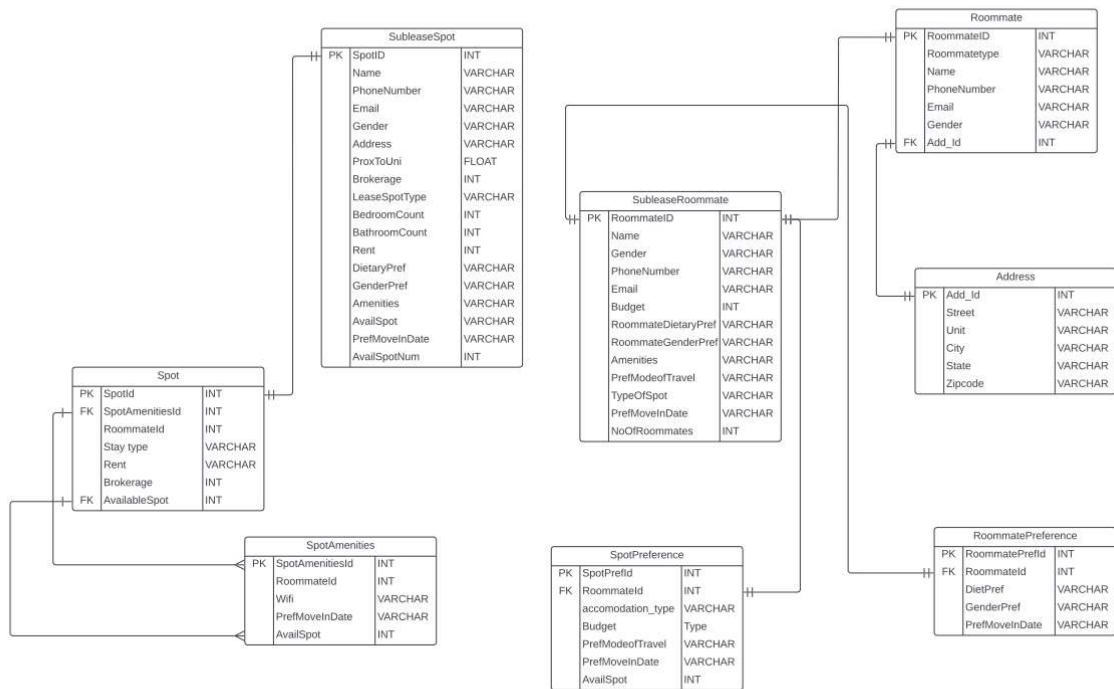 SubleaseSpot
PK SpotID INT
Name VARCHAR
PhoneNumber VARCHAR
Email VARCHAR
Gender VARCHAR
Address VARCHAR
ProxToUni FLOAT
Brokerage INT
LeaseSpotType VARCHAR
BedroomCount INT
BathroomCount INT
Rent INT
DietaryPref VARCHAR
GenderPref VARCHAR
Amenities VARCHAR
AvailSpot VARCHAR
PrefMoveInDate VARCHAR
AvailSpotNum INT
Roommate
PK RoommateID INT
Roommatetype VARCHAR
Name VARCHAR
PhoneNumber VARCHAR
Email VARCHAR
Gender VARCHAR
FK Add_Id INT
SubleaseRoommate
PK RoommateID INT
Name VARCHAR
Gender VARCHAR
PhoneNumber VARCHAR
Email VARCHAR
Budget INT
RoommateDietaryPref VARCHAR
RoommateGenderPref VARCHAR
Amenities VARCHAR
PrefModeofTravel VARCHAR
TypeOfSpot VARCHAR
PrefMoveInDate VARCHAR
NoOfRoommates INT
Address
PK Add_Id INT
Street VARCHAR
Unit VARCHAR
City VARCHAR
State VARCHAR
Zipcode VARCHAR
Spot
PK SpotId INT
FK SpotAmenitiesId INT
RoommateId INT
Stay type VARCHAR
Rent VARCHAR
Brokerage INT
FK AvailableSpot INT
SpotAmenities
PK SpotAmenitiesId INT
RoommateId INT
Wifi VARCHAR
PrefMoveInDate VARCHAR
AvailSpot INT
SpotPreference
PK SpotPrefId INT
FK RoommateId INT
accomodation_type VARCHAR
Budget Type
PrefModeofTravel VARCHAR
PrefMoveInDate VARCHAR
AvailSpot INT
RoommatePreference
PK RoommatePrefId INT
FK RoommateId INT
DietPref VARCHAR
GenderPref VARCHAR
PrefMoveInDate VARCHAR